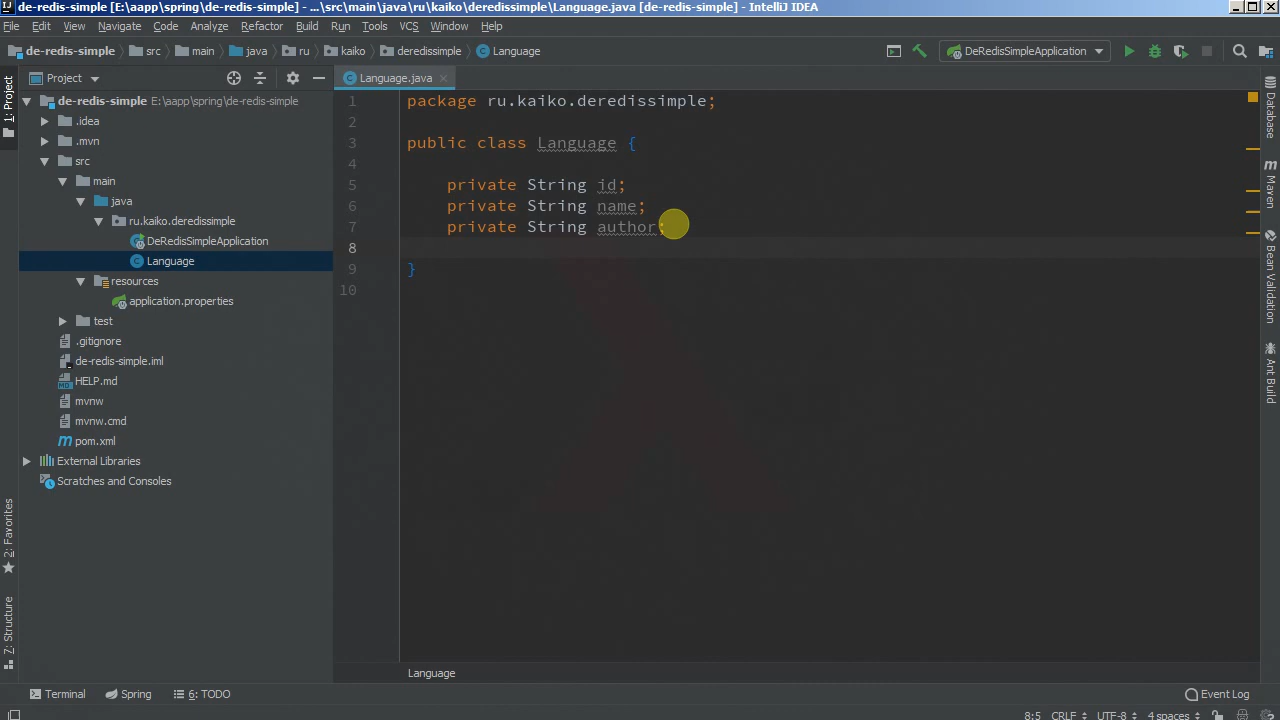 de-redis-simple [E:\aapp\spring\de-redis-simple] - ...\src\main\java\ru\kaiko\deredissimple\Language.java [de-redis-simple] - IntelliJ IDEA
File Edit View Navigate Analyze Code Refactor Build Run Tools VCS Window Help
de-redis-simple src main java ru kaiko deredissimple Language
DeRedisSimpleApplication
Project
Language.java
1: Project
2: Favorites
Z: Structure
de-redis-simple E:\aapp\spring\de-redis-simple
.idea
.mvn
src
main
java
ru.kaiko.deredissimple
DeRedisSimpleApplication
Language
resources
application.properties
test
.gitignore
de-redis-simple.iml
HELP.md
mvnw
mvnw.cmd
pom.xml
External Libraries
Scratches and Consoles
1 package ru.kaiko.deredissimple;
2
3 public class Language {
4
5 private String id;
6 private String name;
7 private String author;
8
9 }
10
Language
Database
Maven
Bean Validation
Ant Build
Terminal Spring 6: TODO
Event Log
8:5 CRLF UTF-8 4 spaces